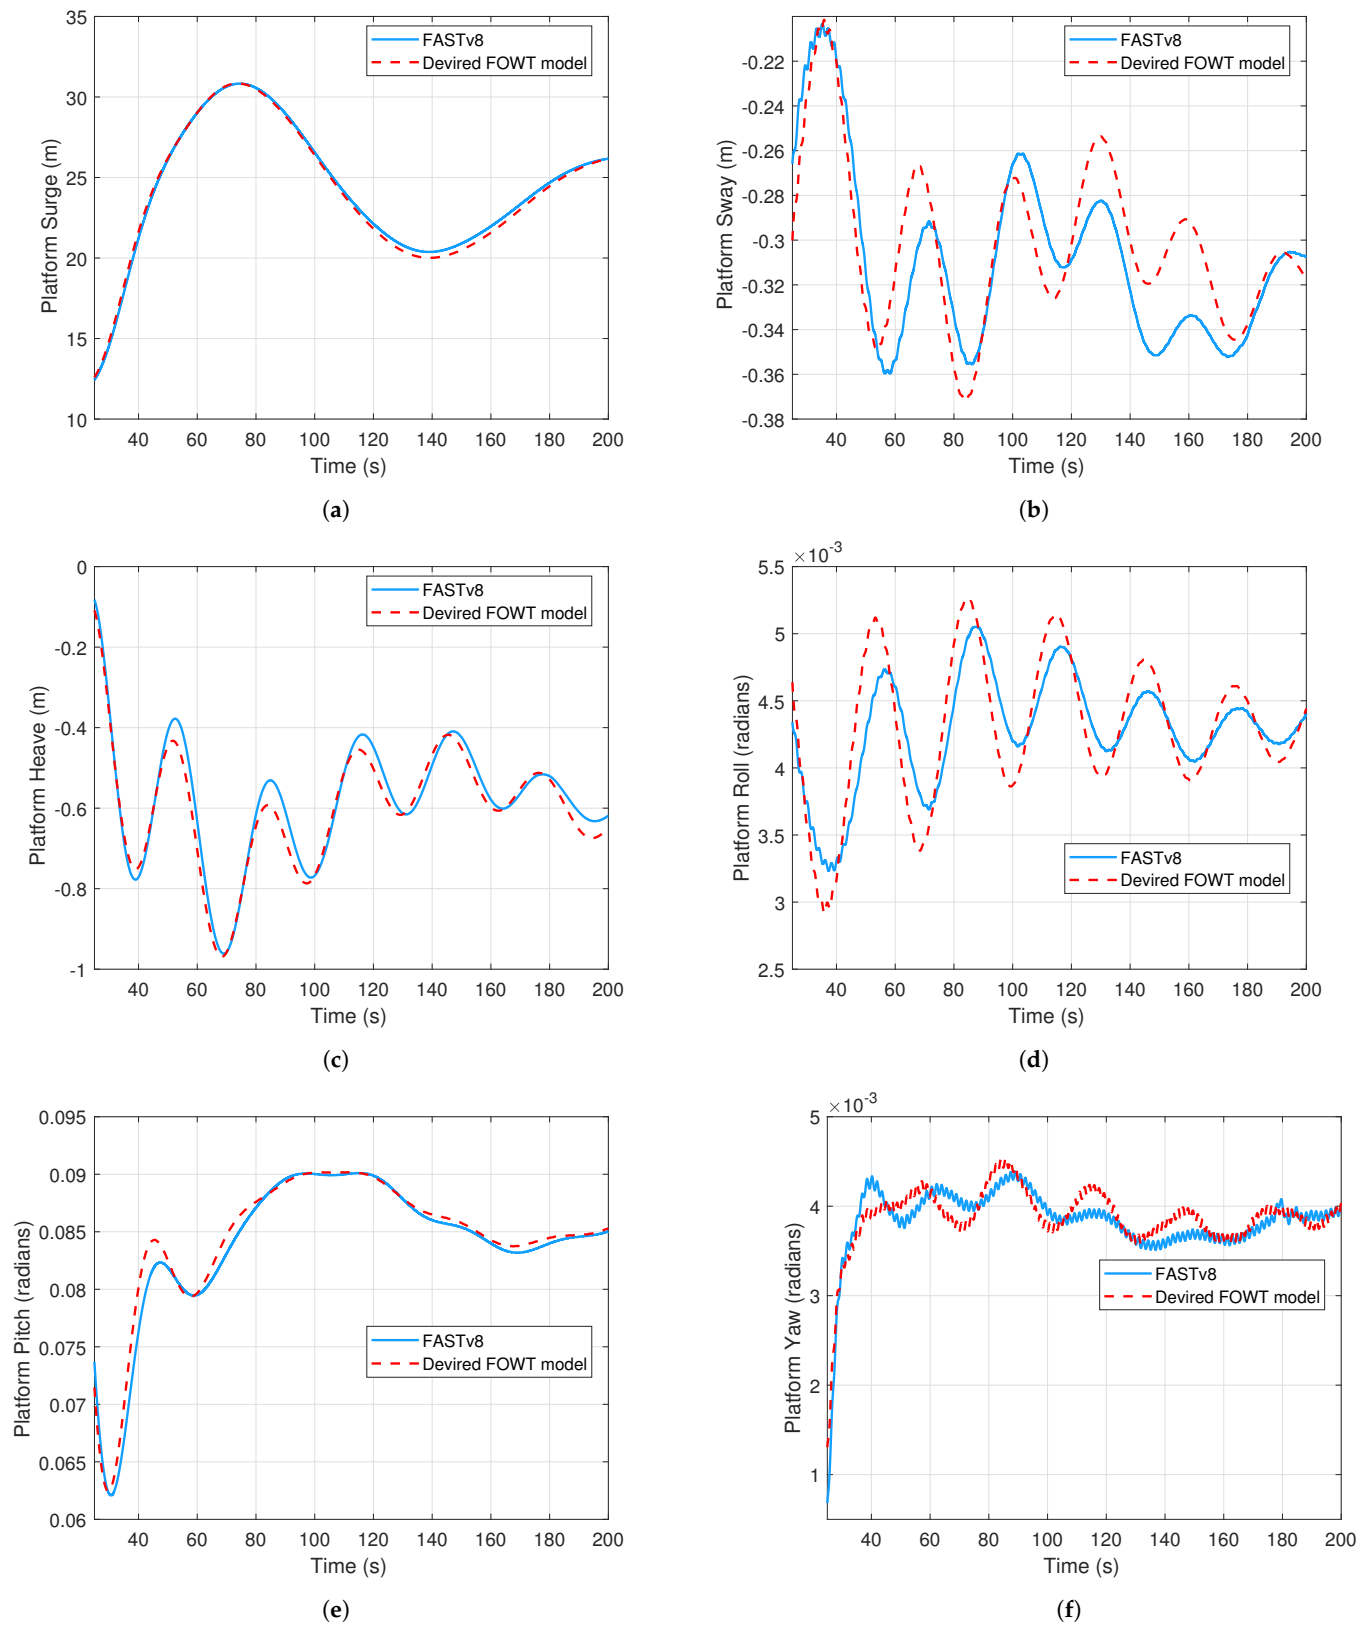 35
30
25
20
15
10
Platform Surge (m)
FASTv8
Devired FOWT model
40 60 80 100 120 140 160 180 200
Time (s)
(a)
-0.22
-0.24
-0.26
-0.28
-0.3
-0.32
-0.34
-0.36
-0.38
Platform Sway (m)
FASTv8
Devired FOWT model
40 60 80 100 120 140 160 180 200
Time (s)
(b)
0
-0.2
-0.4
-0.6
-0.8
-1
Platform Heave (m)
FASTv8
Devired FOWT model
40 60 80 100 120 140 160 180 200
Time (s)
(c)
×10-3
5.5
5
4.5
4
3.5
3
2.5
Platform Roll (radians)
FASTv8
Devired FOWT model
40 60 80 100 120 140 160 180 200
Time (s)
(d)
0.095
0.09
0.085
0.08
0.075
0.07
0.065
0.06
Platform Pitch (radians)
FASTv8
Devired FOWT model
40 60 80 100 120 140 160 180 200
Time (s)
(e)
×10-3
5
4
3
2
1
Platform Yaw (radians)
FASTv8
Devired FOWT model
40 60 80 100 120 140 160 180 200
Time (s)
(f)